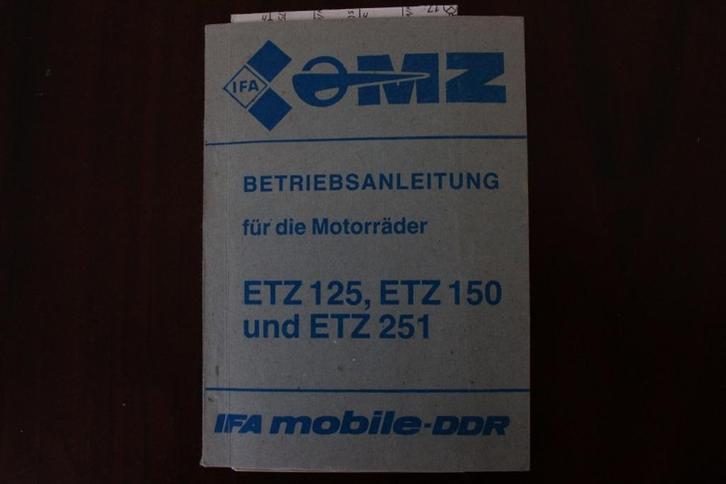 IFA MZ
BETRIEBSANLEITUNG
für die Motorräder
ETZ 125, ETZ 150
und ETZ 251
IFA mobile-DDR